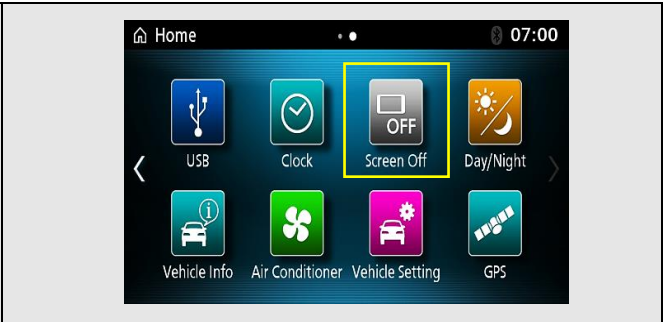 Home
07:00
OFF
USB
Clock
Screen Off
Day/Night
i
Vehicle Info
Air Conditioner
Vehicle Setting
GPS